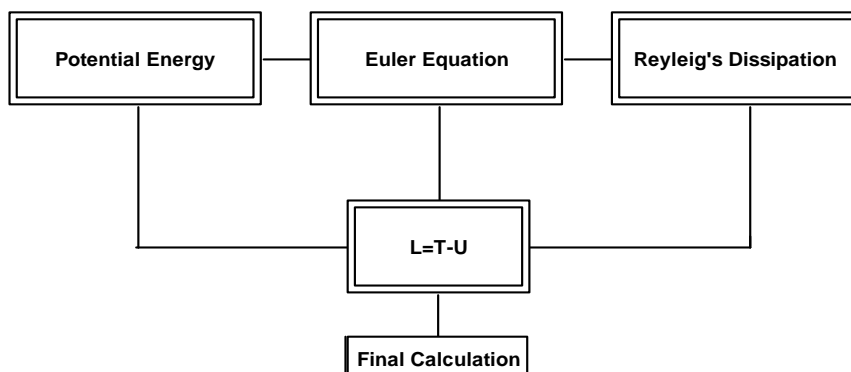 Potential Energy
Euler Equation
Reyleig's Dissipation
L=T-U
Final Calculation